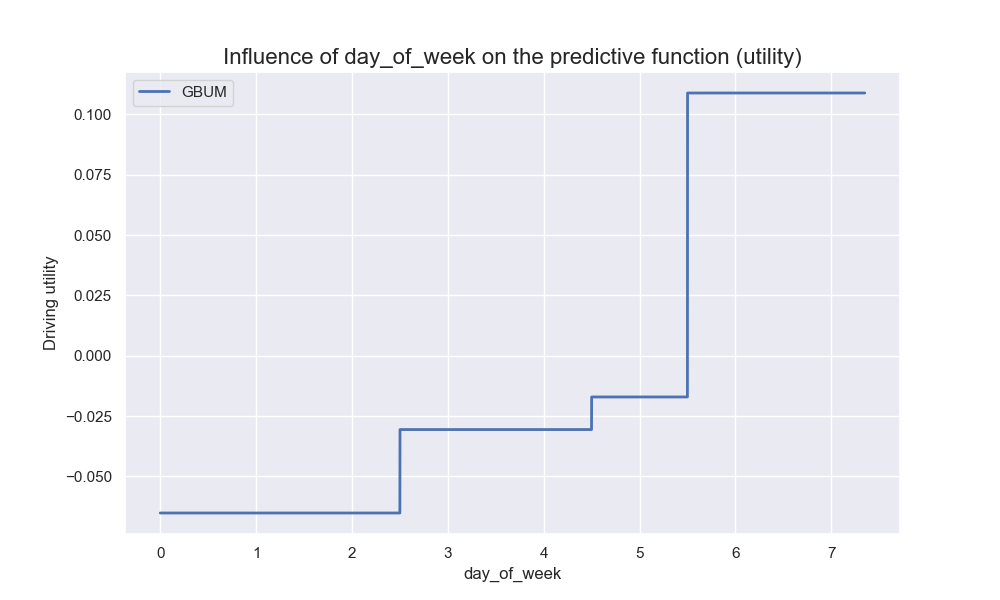 Influence of day_of_week on the predictive function (utility)
GBUM
0.100
0.075
0.050
0.025
0.000
−0.025
−0.050
Driving utility
0 1 2 3 4 5 6 7
day_of_week